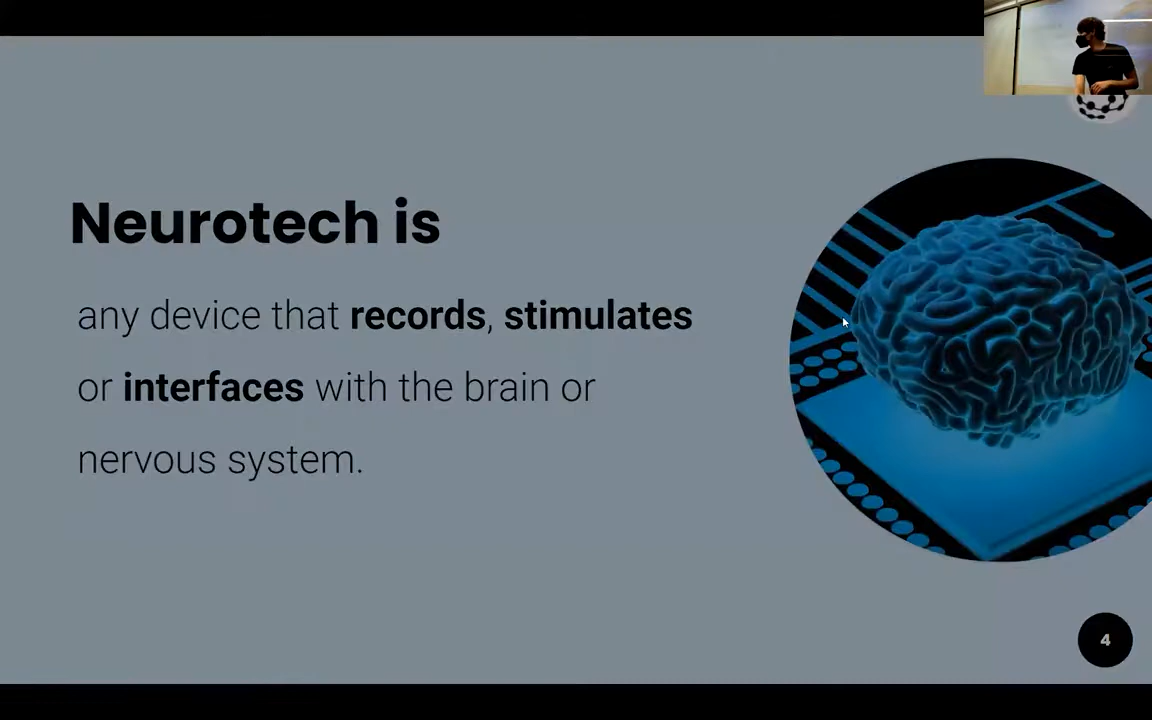 Neurotech is
any device that records, stimulates
or interfaces with the brain or
nervous system.
4